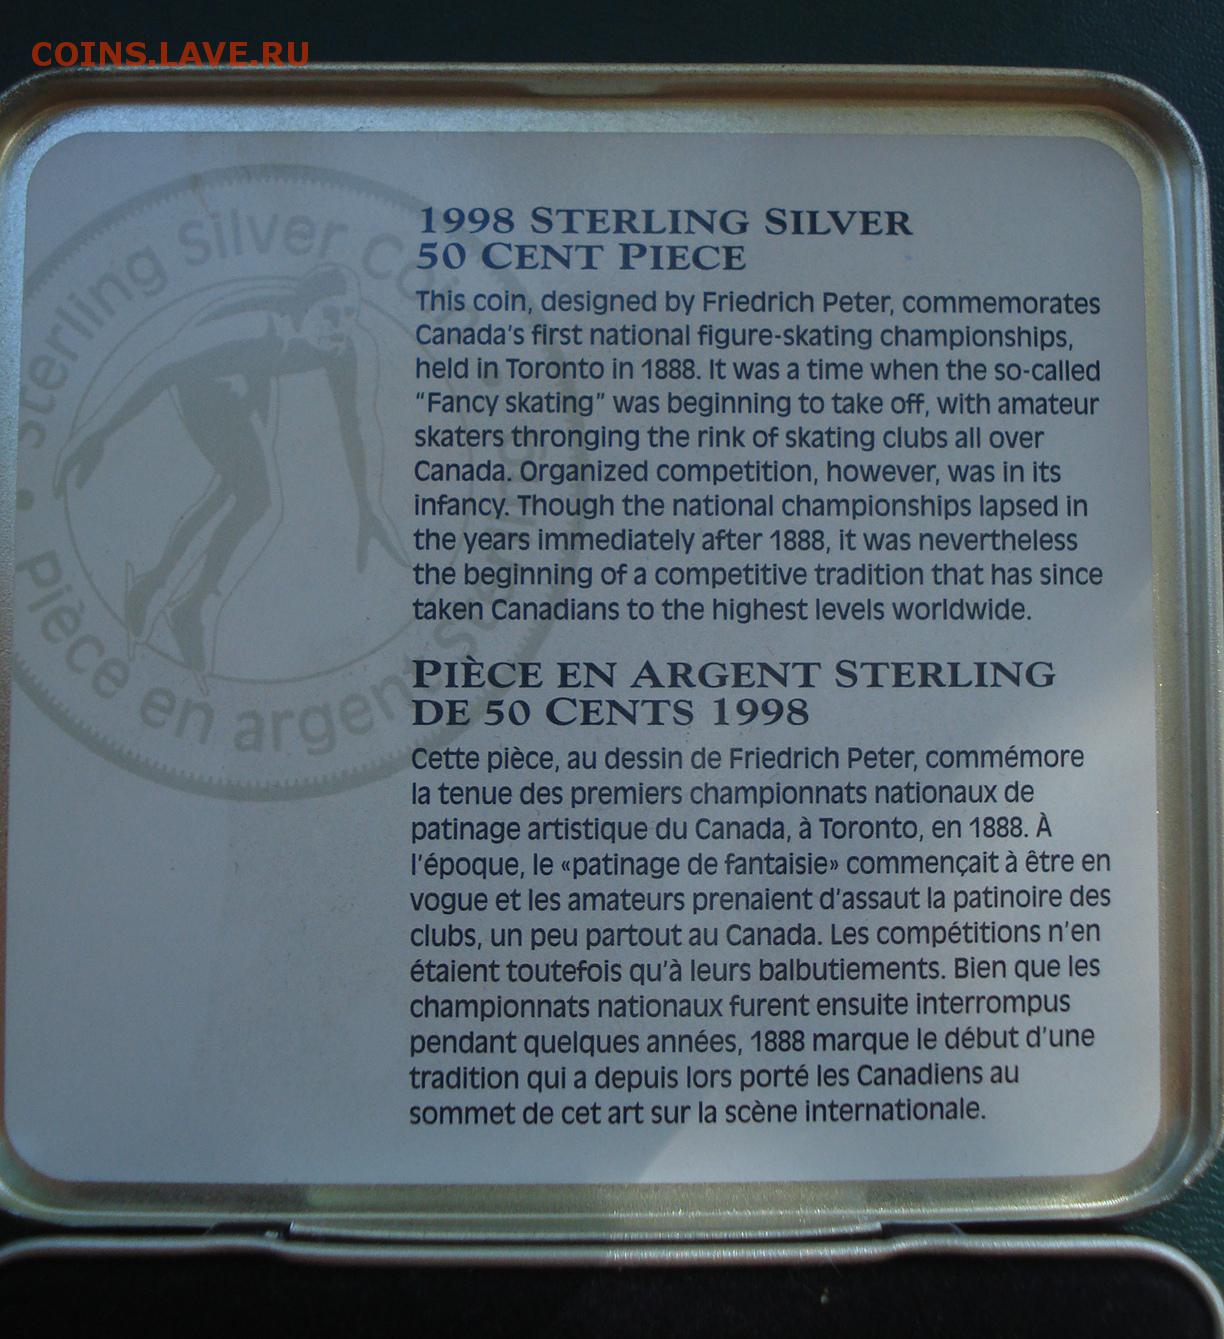 COINS.LAVE.RU
Sterling Silver Coin
Pièce en argent sterling
1998 STERLING SILVER
50 CENT PIECE
This coin, designed by Friedrich Peter, commemorates
Canada's first national figure-skating championships,
held in Toronto in 1888. It was a time when the so-called
"Fancy skating" was beginning to take off, with amateur
skaters thronging the rink of skating clubs all over
Canada. Organized competition, however, was in its
infancy. Though the national championships lapsed in
the years immediately after 1888, it was nevertheless
the beginning of a competitive tradition that has since
taken Canadians to the highest levels worldwide.
PIÈCE EN ARGENT STERLING
DE 50 CENTS 1998
Cette pièce, au dessin de Friedrich Peter, commémore
la tenue des premiers championnats nationaux de
patinage artistique du Canada, à Toronto, en 1888. À
l'époque, le «patinage de fantaisie» commençait à être en
vogue et les amateurs prenaient d'assaut la patinoire des
clubs, un peu partout au Canada. Les compétitions n'en
étaient toutefois qu'à leurs balbutiements. Bien que les
championnats nationaux furent ensuite interrompus
pendant quelques années, 1888 marque le début d'une
tradition qui a depuis lors porté les Canadiens au
sommet de cet art sur la scène internationale.